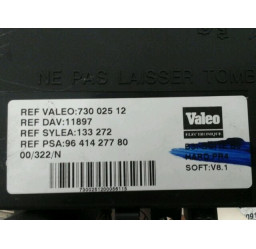 NE PAS LAISSER TOMBE
REF VALEO:730 025 12
REF DAV:11897
REF SYLEA:133 272
REF PSA:96 414 277 80
00/322/N
Valeo
ELECTRONIQUE
SOFT:V8.1